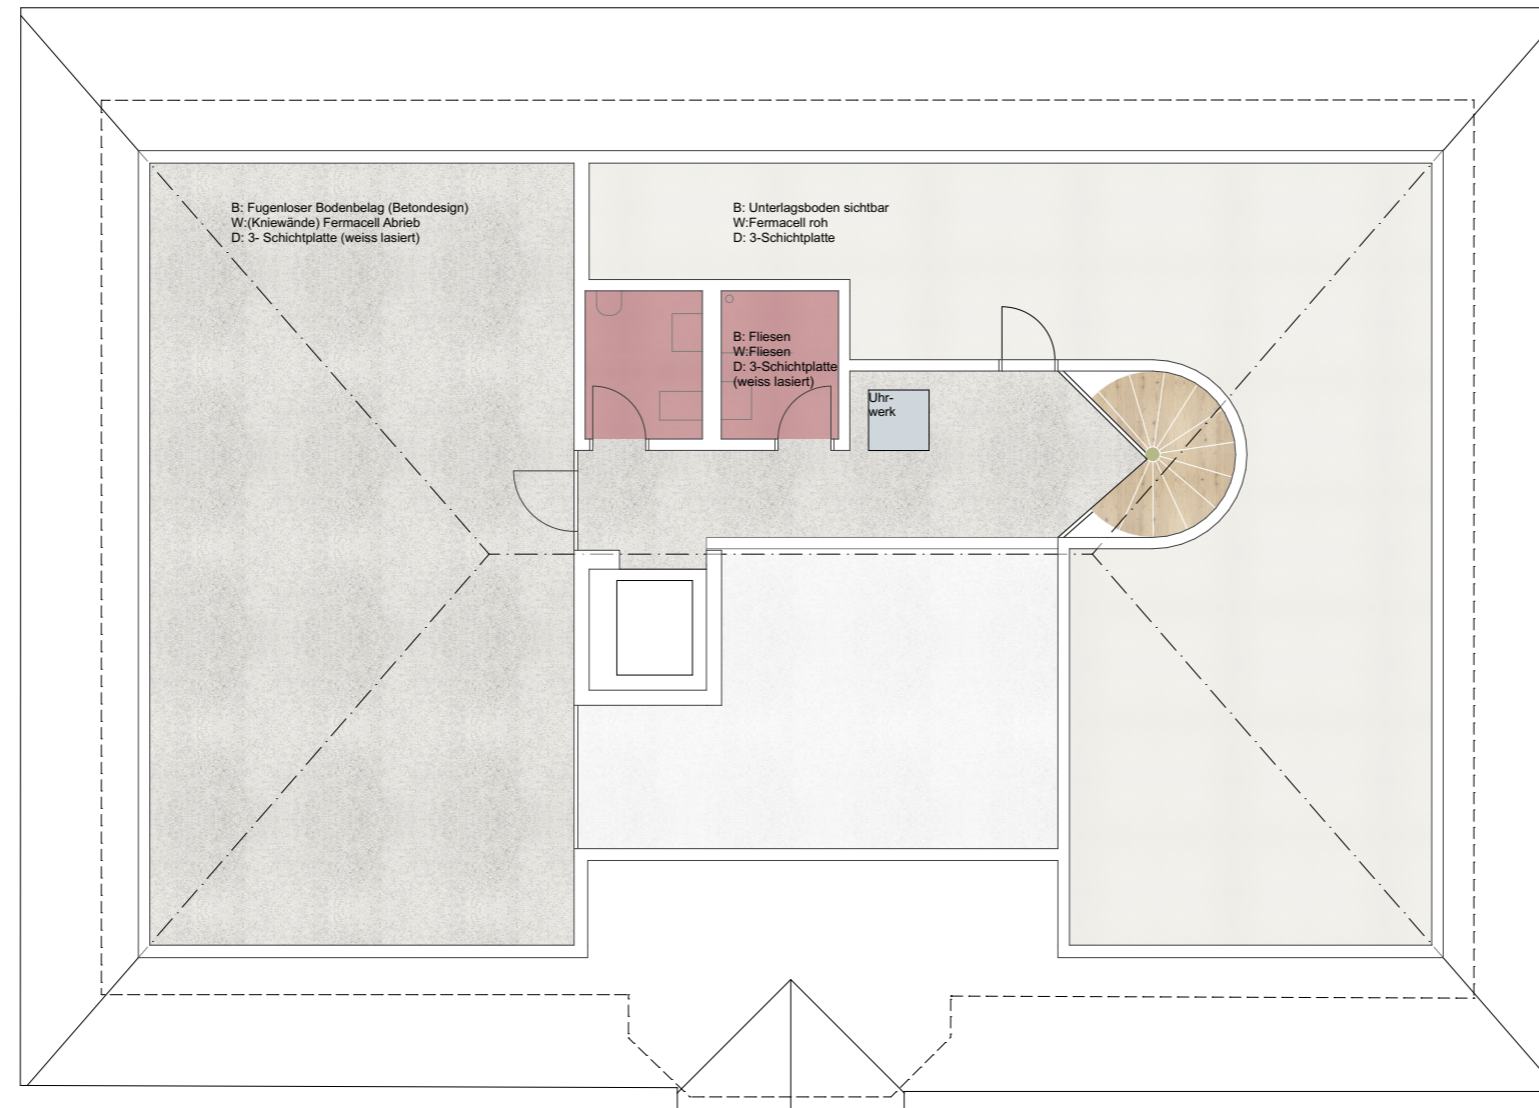 B: Fugenloser Bodenbelag (Betondesign)
W:(Kniewände) Fermacell Abrieb
D: 3- Schichtplatte (weiss lasiert)
B: Unterlagsboden sichtbar
W:Fermacell roh
D: 3-Schichtplatte
B: Fliesen
W:Fliesen
D: 3-Schichtplatte
(weiss lasiert)
Uhr-
werk